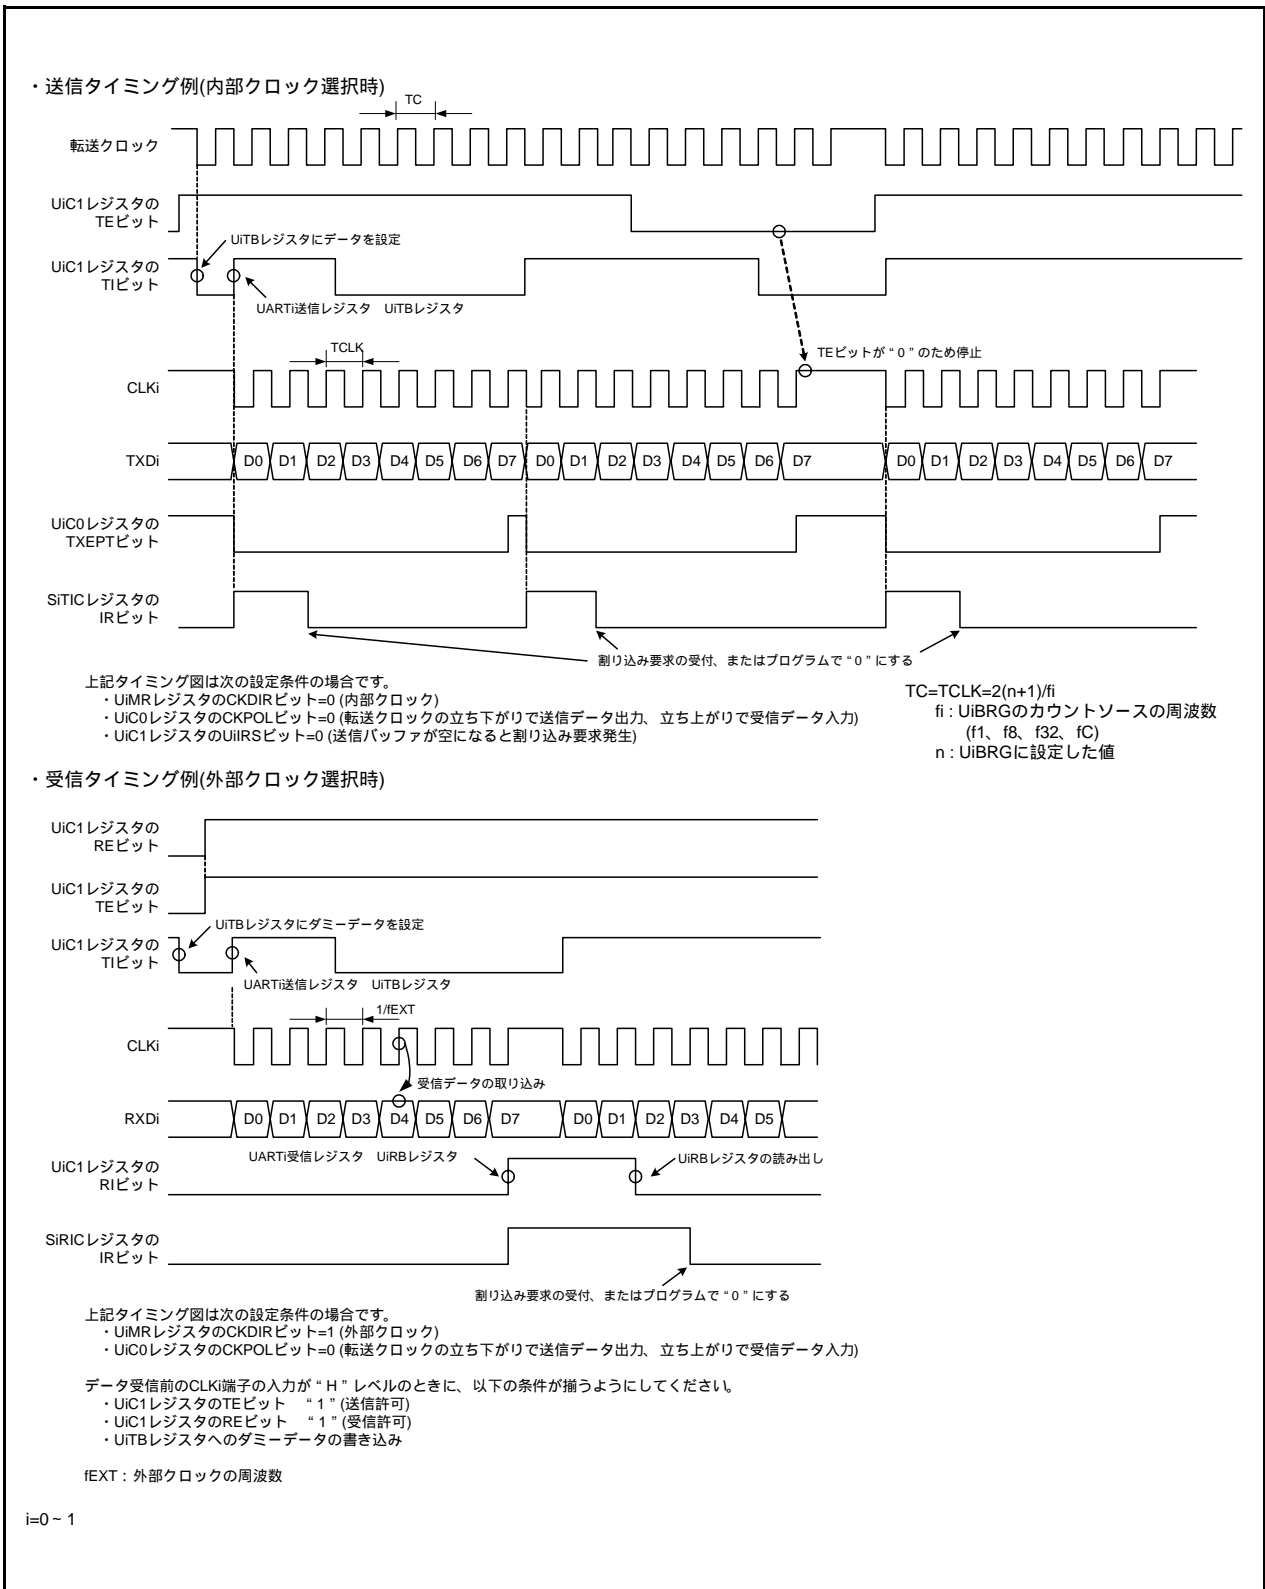 ・送信タイミング例(内部クロック選択時)
TC
転送クロック
UiC1レジスタの
TEビット
UiTBレジスタにデータを設定
UiC1レジスタの
TIビット
UARTi送信レジスタ　UiTBレジスタ
TCLK
TEビットが“0”のため停止
CLKi
TXDi D0 D1 D2 D3 D4 D5 D6 D7 D0 D1 D2 D3 D4 D5 D6 D7 D0 D1 D2 D3 D4 D5 D6 D7
UiC0レジスタの
TXEPTビット
SiTICレジスタの
IRビット
割り込み要求の受付、またはプログラムで“0”にする
上記タイミング図は次の設定条件の場合です。
・UiMRレジスタのCKDIRビット=0 (内部クロック)
・UiC0レジスタのCKPOLビット=0 (転送クロックの立ち下がりで送信データ出力、立ち上がりで受信データ入力)
・UiC1レジスタのUiIRSビット=0 (送信バッファが空になると割り込み要求発生)
TC=TCLK=2(n+1)/fi
fi : UiBRGのカウントソースの周波数
(f1、f8、f32、fC)
n : UiBRGに設定した値
・受信タイミング例(外部クロック選択時)
UiC1レジスタの
REビット
UiC1レジスタの
TEビット
UiTBレジスタにダミーデータを設定
UiC1レジスタの
TIビット
UARTi送信レジスタ　UiTBレジスタ
1/fEXT
CLKi
受信データの取り込み
RXDi D0 D1 D2 D3 D4 D5 D6 D7 D0 D1 D2 D3 D4 D5
UARTi受信レジスタ　UiRBレジスタ
UiRBレジスタの読み出し
UiC1レジスタの
RIビット
SiRICレジスタの
IRビット
割り込み要求の受付、またはプログラムで“0”にする
上記タイミング図は次の設定条件の場合です。
・UiMRレジスタのCKDIRビット=1 (外部クロック)
・UiC0レジスタのCKPOLビット=0 (転送クロックの立ち下がりで送信データ出力、立ち上がりで受信データ入力)
データ受信前のCLKi端子の入力が“H”レベルのときに、以下の条件が揃うようにしてください。
・UiC1レジスタのTEビット　“1”(送信許可)
・UiC1レジスタのREビット　“1”(受信許可)
・UiTBレジスタへのダミーデータの書き込み
fEXT : 外部クロックの周波数
i=0～1